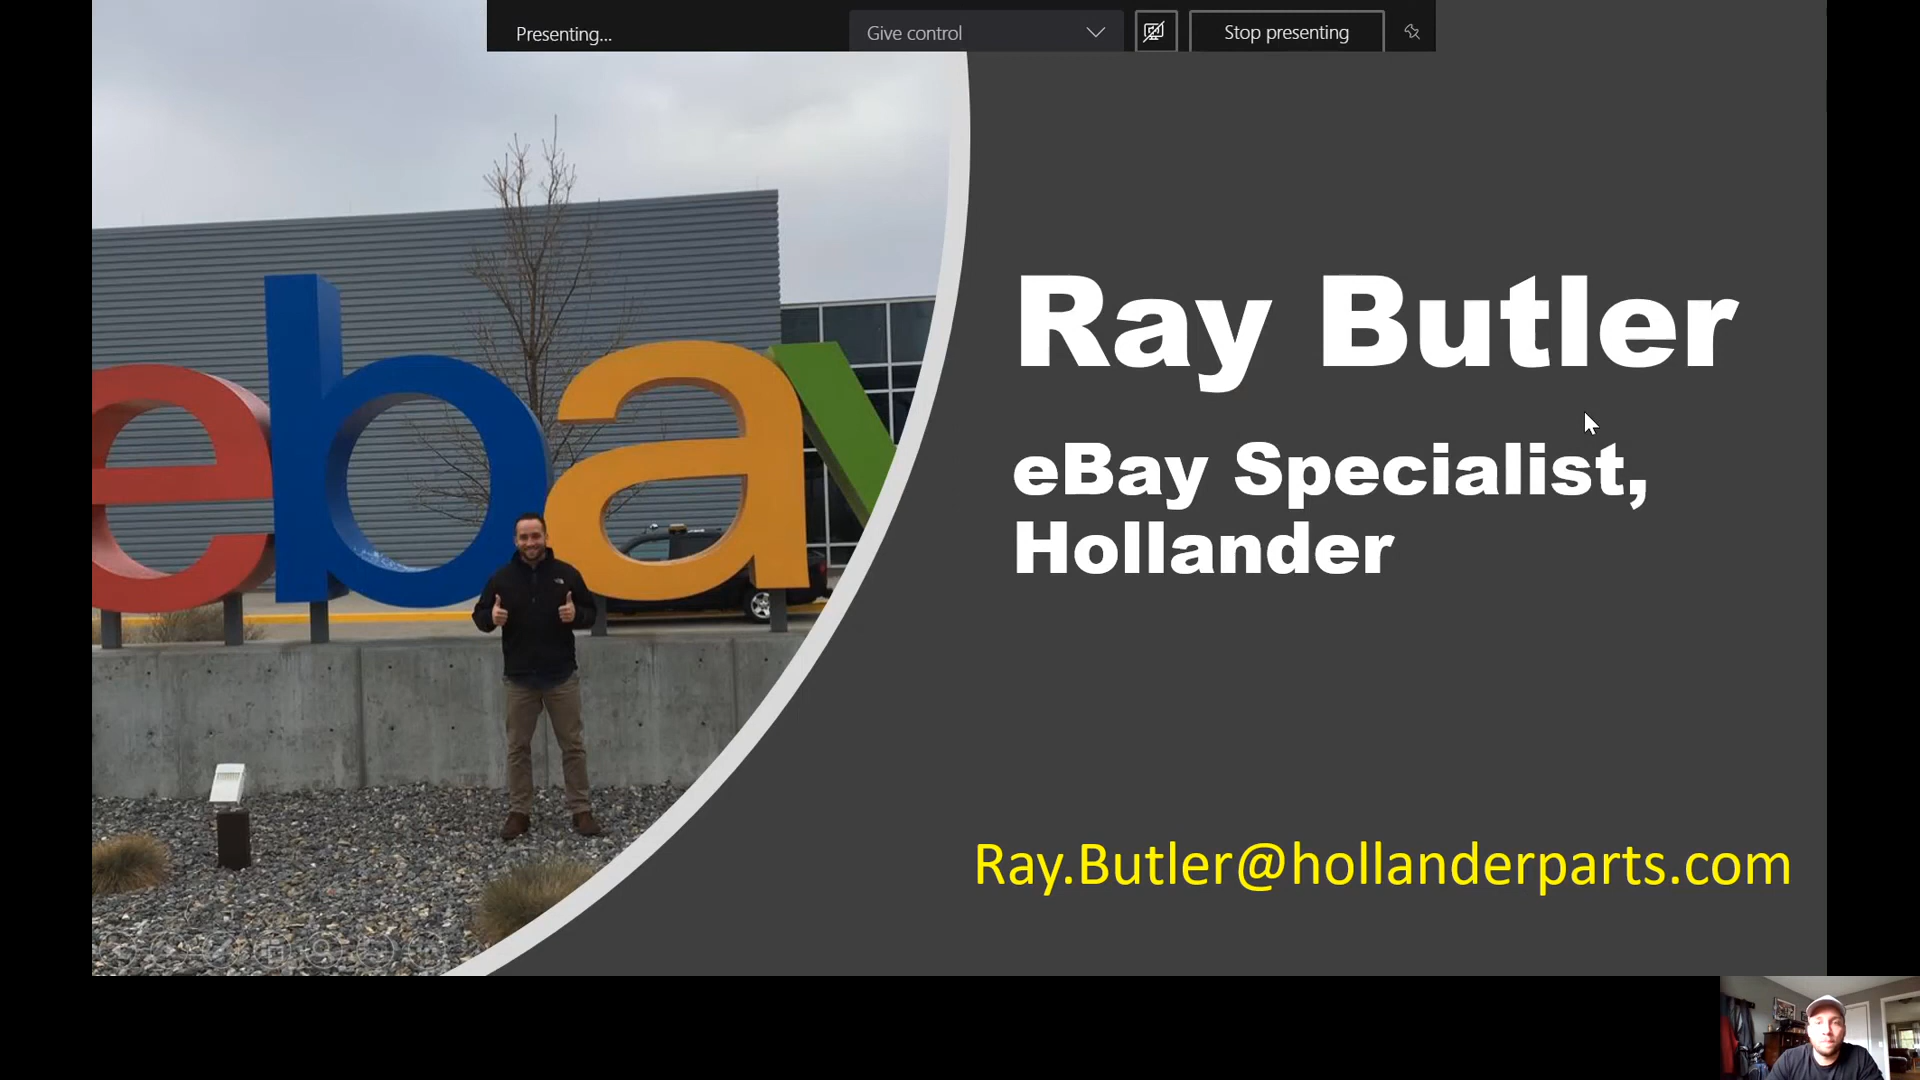 Presenting...
Give control
Stop presenting
ebay
Ray Butler
eBay Specialist,
Hollander
Ray.Butler@hollanderparts.com